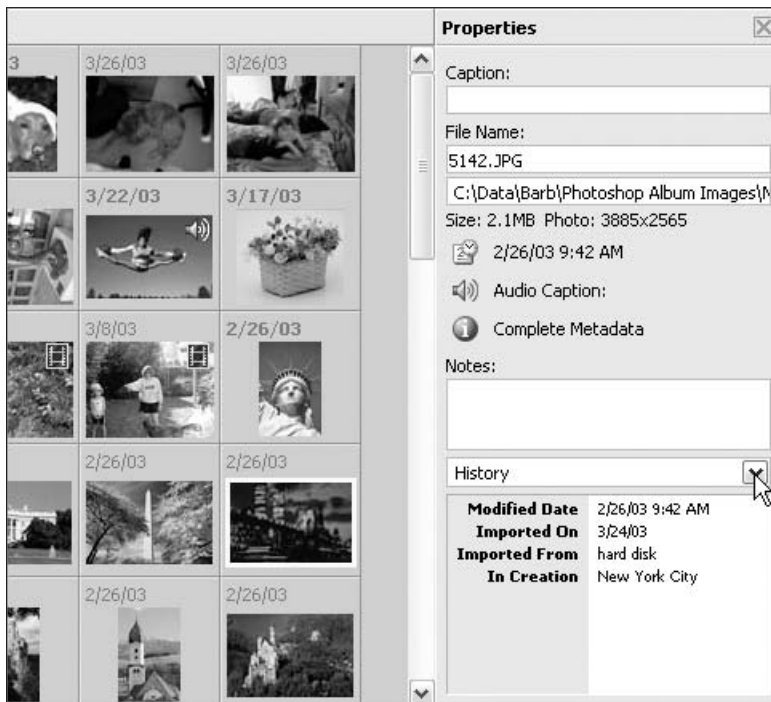 Properties
3
3/26/03
3/26/03
3/22/03
3/17/03
3/8/03
2/26/03
2/26/03
2/26/03
2/26/03
2/26/03
Caption:
File Name:
5142.JPG
C:\Data\Barb\Photoshop Album Images\
Size: 2.1MB Photo: 3885x2565
2/26/03 9:42 AM
Audio Caption:
Complete Metadata
Notes:
History
Modified Date 2/26/03 9:42 AM
Imported On 3/24/03
Imported From hard disk
In Creation New York City